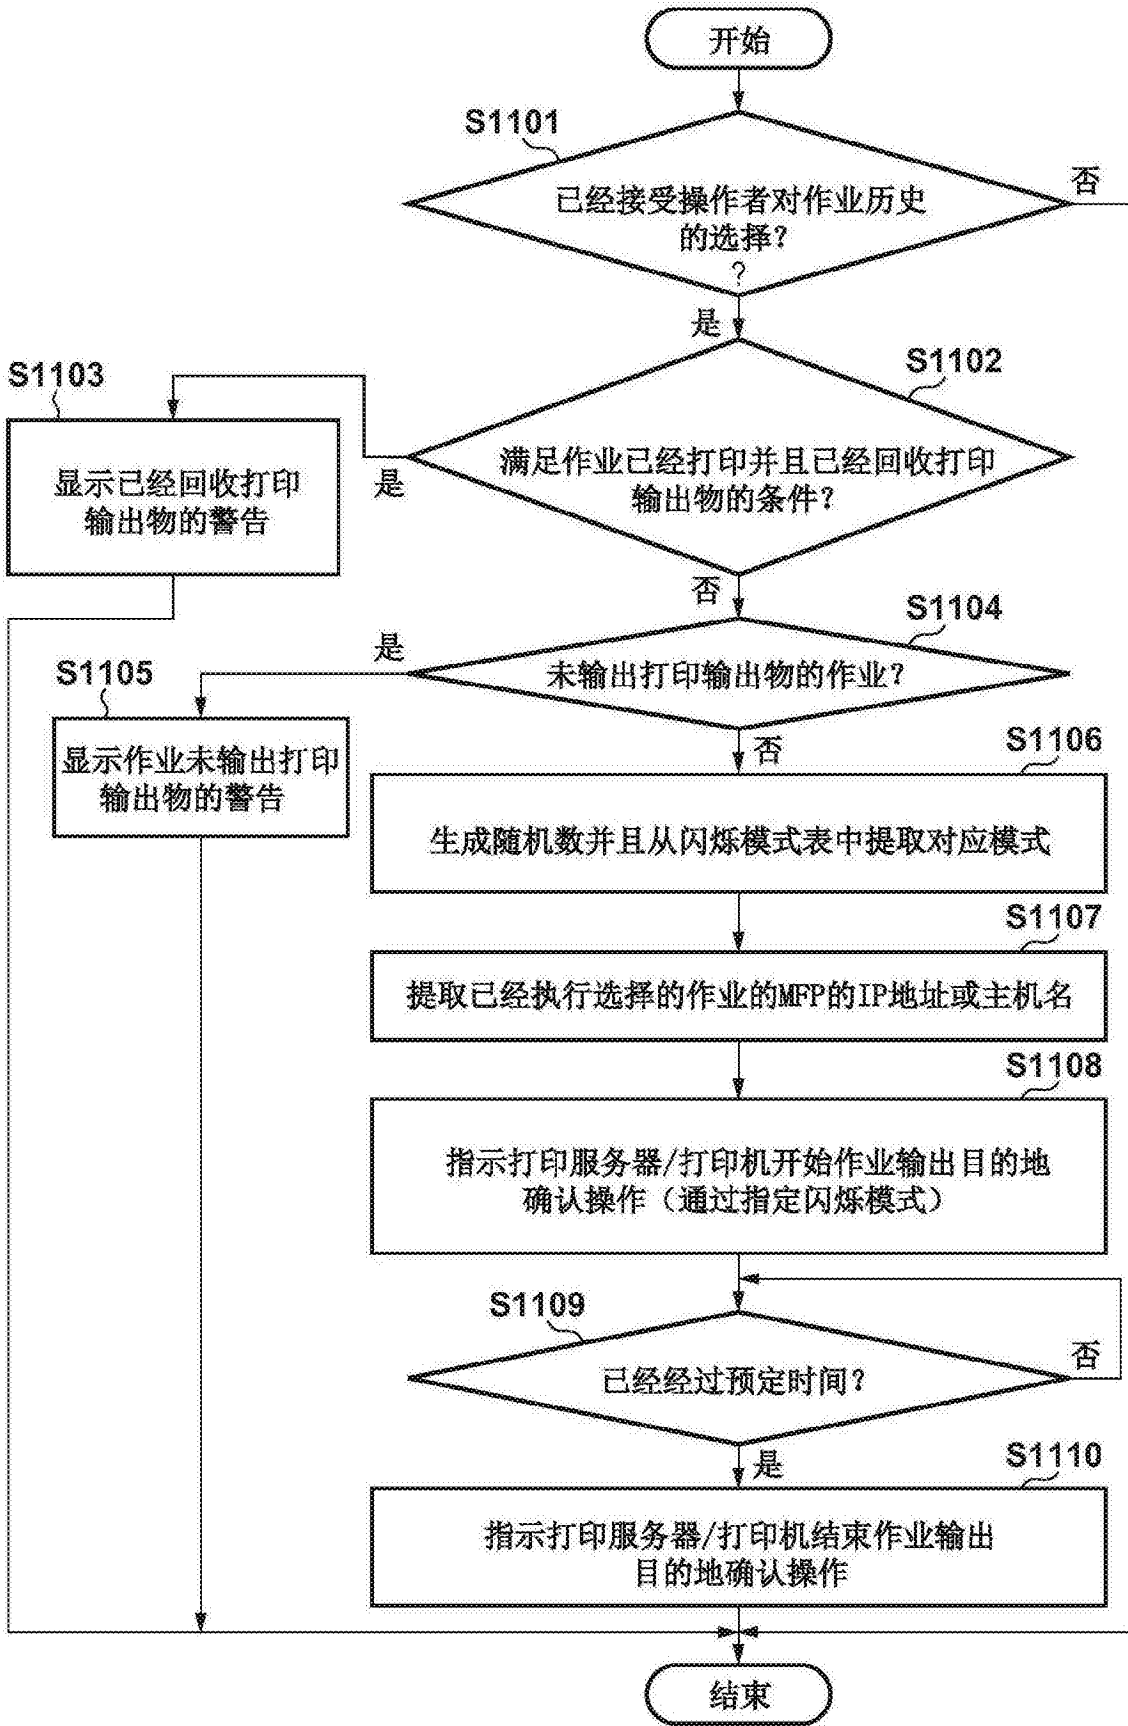 开始
S1101
已经接受操作者对作业历史
的选择？
?
否
是
S1102
S1103
满足作业已经打印并且已经回收打印
输出物的条件？
是
显示已经回收打印
输出物的警告
否
S1104
未输出打印输出物的作业？
是
S1105
显示作业未输出打印
输出物的警告
否
S1106
生成随机数并且从闪烁模式表中提取对应模式
S1107
提取已经执行选择的作业的MFP的IP地址或主机名
S1108
指示打印服务器/打印机开始作业输出目的地
确认操作（通过指定闪烁模式）
S1109
已经经过预定时间？
否
是
S1110
指示打印服务器/打印机结束作业输出
目的地确认操作
结束